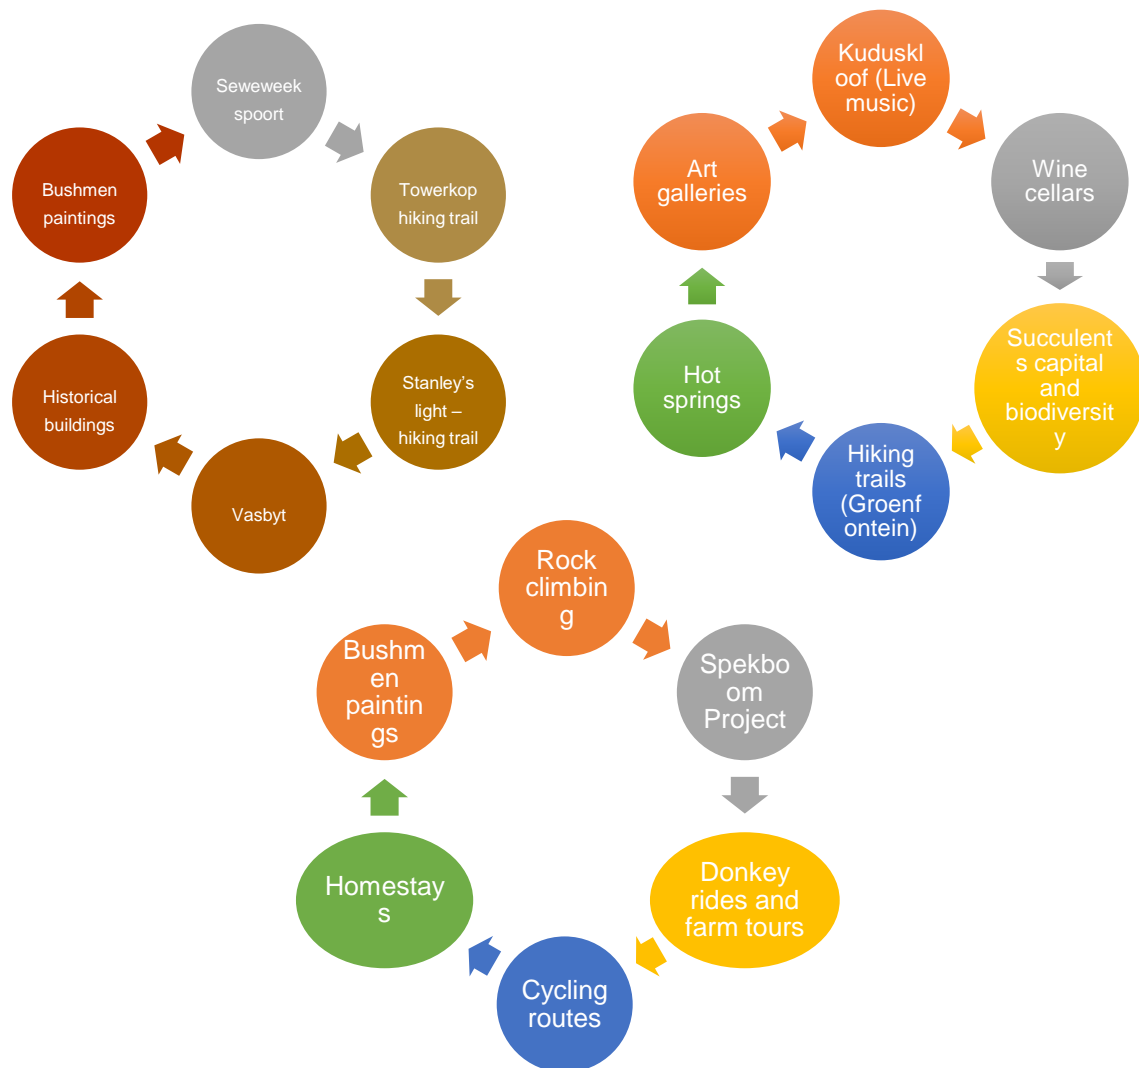 Seweweek
spoort
Towerkop
hiking trail
Stanley’s
light –
hiking trail
Vasbyt
Historical
buildings
Bushmen
paintings
Kuduskl
oof (Live
music)
Wine
cellars
Succulent
s capital
and
biodiversit
y
Hiking
trails
(Groenf
ontein)
Hot
springs
Art
galleries
Rock
climbin
g
Spekbo
om
Project
Donkey
rides and
farm tours
Cycling
routes
Homestay
s
Bushm
en
paintin
gs